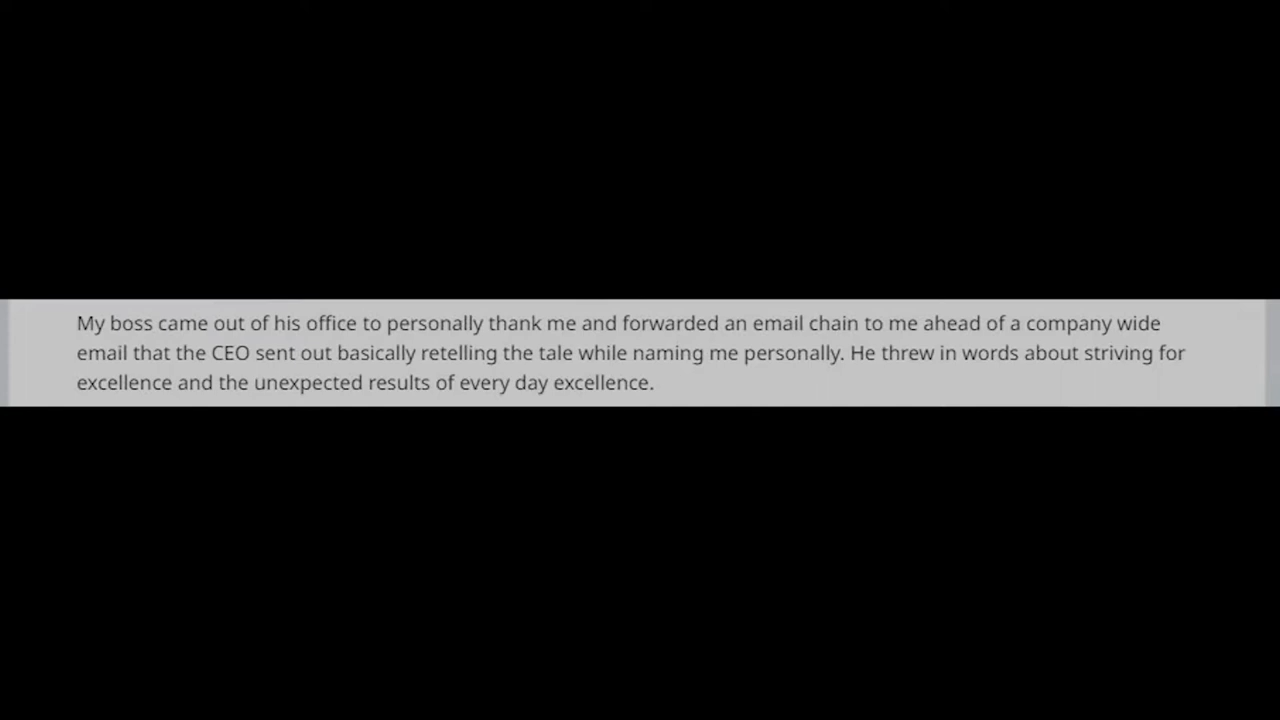 My boss came out of his office to personally thank me and forwarded an email chain to me ahead of a company wide
email that the CEO sent out basically retelling the tale while naming me personally. He threw in words about striving for
excellence and the unexpected results of every day excellence.